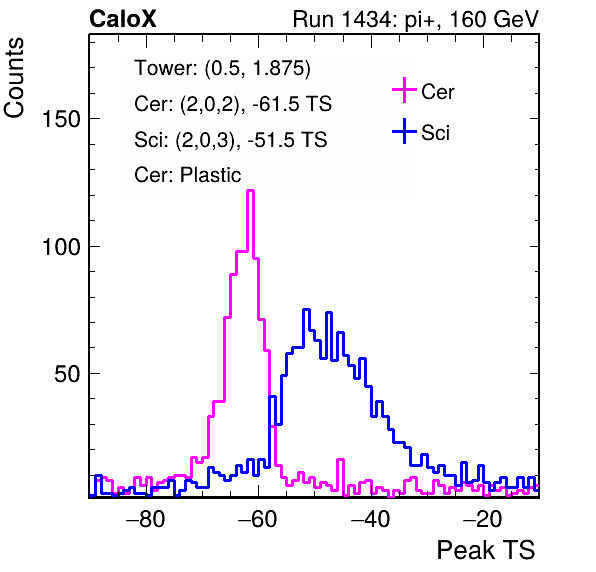 CaloX Run 1434: pi+, 160 GeV
Counts
Tower: (0.5, 1.875)
Cer: (2,0,2), -61.5 TS
Sci: (2,0,3), -51.5 TS
Cer: Plastic
Cer
Sci
150
100
50
−80 −60 −40 −20
Peak TS